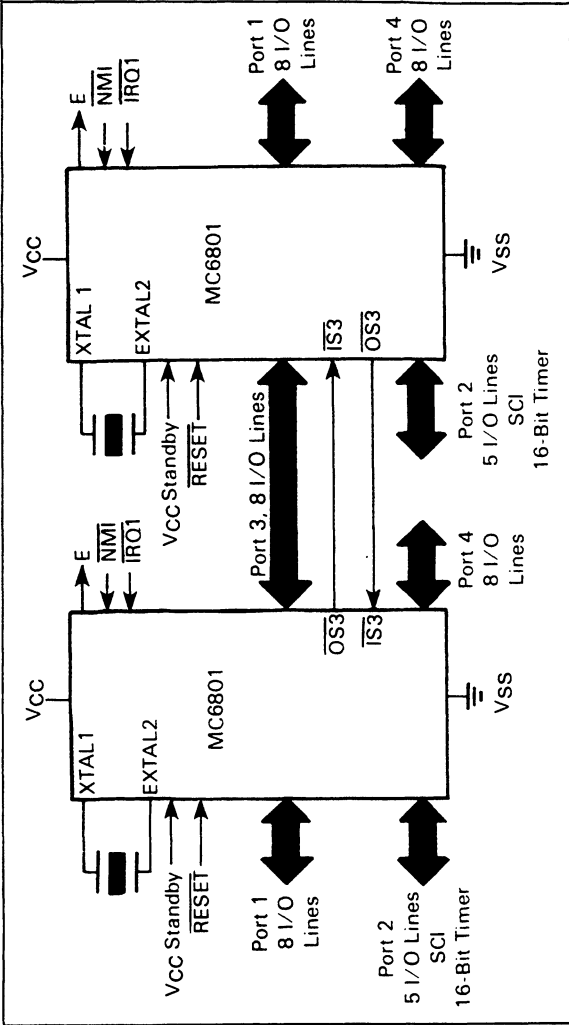 VCC
XTAL1
EXTAL2
E
NMI
IRQ1
VCC Standby
RESET
MC6801
Port 1
8 I/O
Lines
OS3
IS3
Port 2
5 I/O Lines
SCI
16-Bit Timer
VSS
Port 4
8 I/O
Lines
Port 3, 8 I/O Lines
VCC
XTAL 1
EXTAL2
E
NMI
IRQ1
VCC Standby
RESET
MC6801
Port 1
8 I/O
Lines
IS3
OS3
Port 2
5 I/O Lines
SCI
16-Bit Timer
VSS
Port 4
8 I/O
Lines